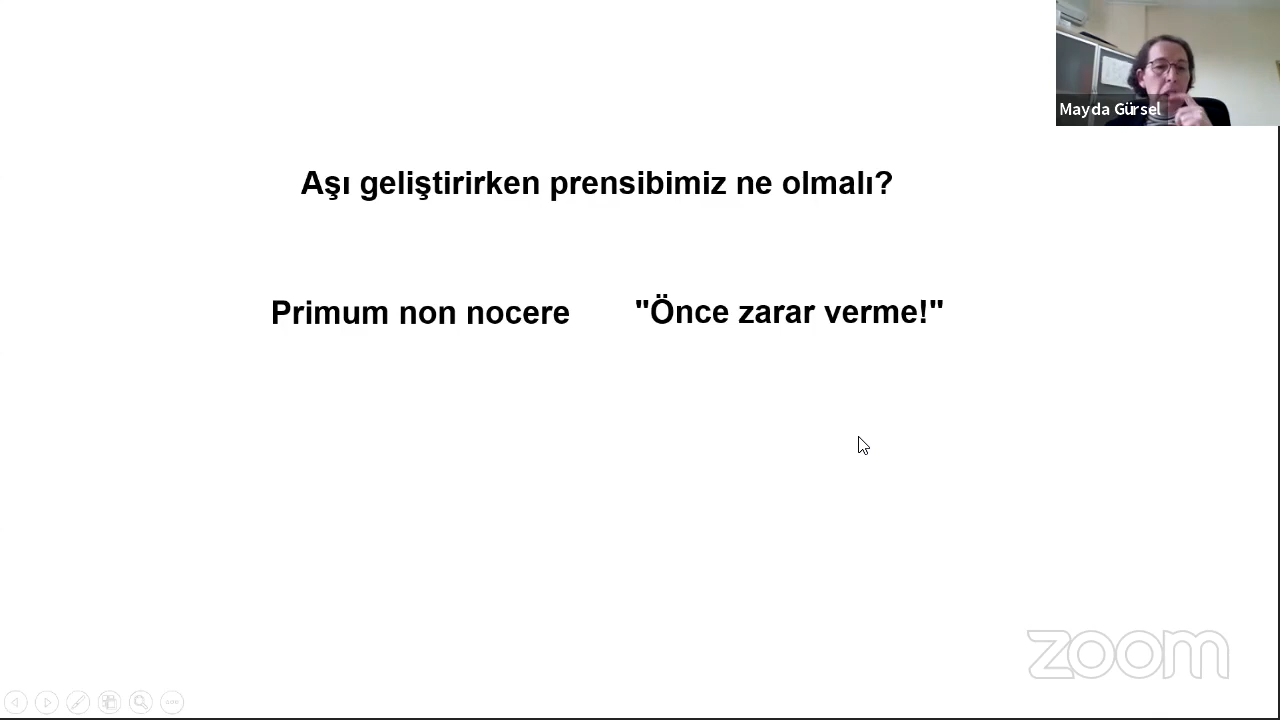 Mayda Gürsel
Aşı geliştirirken prensibimiz ne olmalı?
Primum non nocere "Önce zarar verme!"
zoom